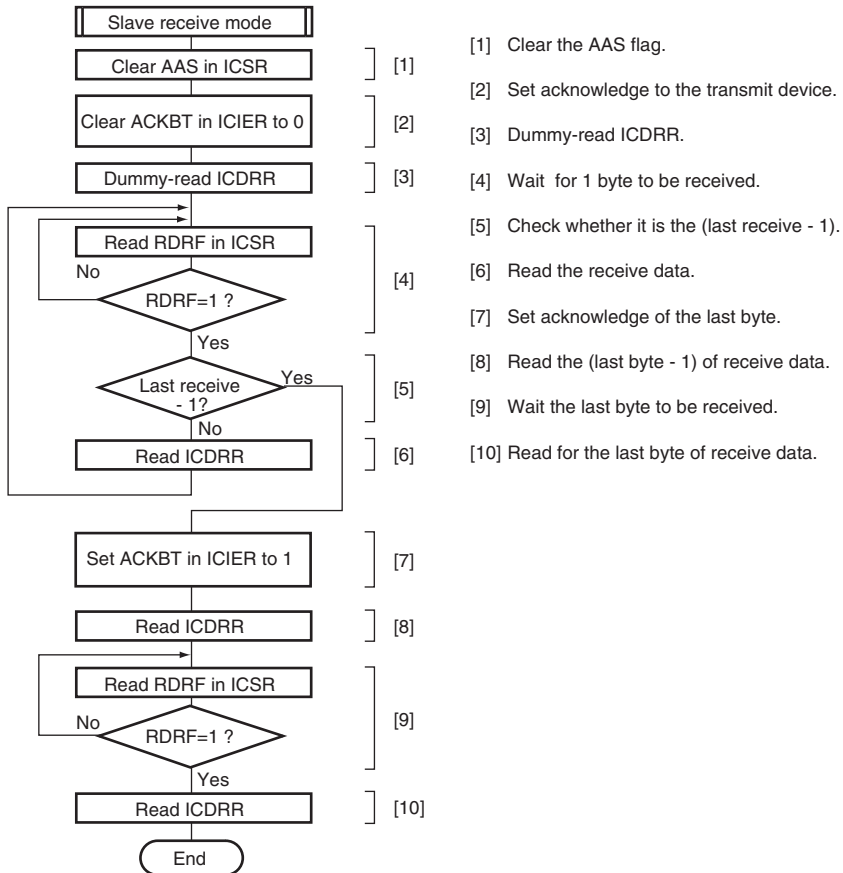 Slave receive mode
Clear AAS in ICSR
[1]
Clear ACKBT in ICIER to 0
[2]
Dummy-read ICDRR
[3]
Read RDRF in ICSR
No
RDRF=1 ?
[4]
Yes
Last receive
- 1?
Yes
[5]
No
Read ICDRR
[6]
Set ACKBT in ICIER to 1
[7]
Read ICDRR
[8]
Read RDRF in ICSR
No
RDRF=1 ?
[9]
Yes
Read ICDRR
[10]
End
[1] Clear the AAS flag.
[2] Set acknowledge to the transmit device.
[3] Dummy-read ICDRR.
[4] Wait for 1 byte to be received.
[5] Check whether it is the (last receive - 1).
[6] Read the receive data.
[7] Set acknowledge of the last byte.
[8] Read the (last byte - 1) of receive data.
[9] Wait the last byte to be received.
[10] Read for the last byte of receive data.